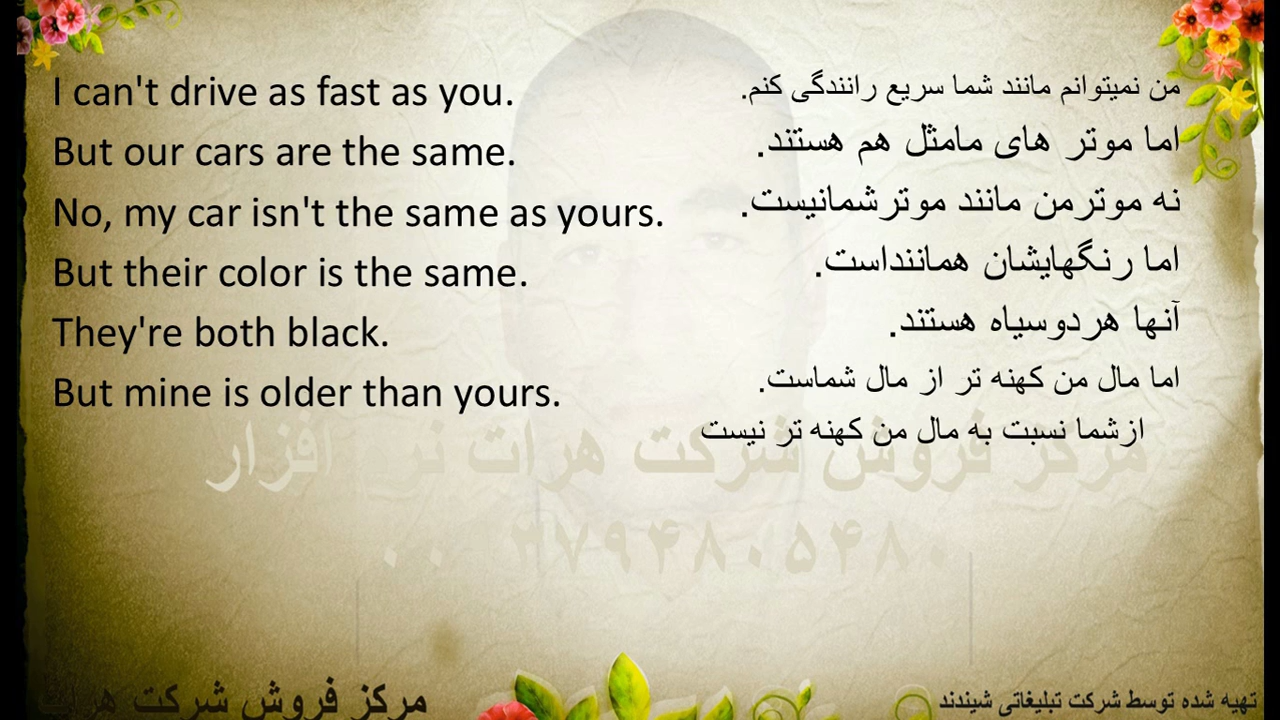 I can't drive as fast as you.
But our cars are the same.
No, my car isn't the same as yours.
But their color is the same.
They're both black.
But mine is older than yours.
من نمیتوانم مانند شما سریع رانندگی کنم.
اما موتر های مامثل هم هستند.
نه موترمن مانند موترشمانیست.
اما رنگهایشان هماننداست.
آنها هردوسیاه هستند.
اما مال من کهنه تر از مال شماست.
ازشما نسبت به مال من کهنه تر نیست
مرکز فروش شرکت هرات نرم افزار
مرکز فروش شرکت هرات
تهیه شده توسط شرکت تبلیغاتی شیندند